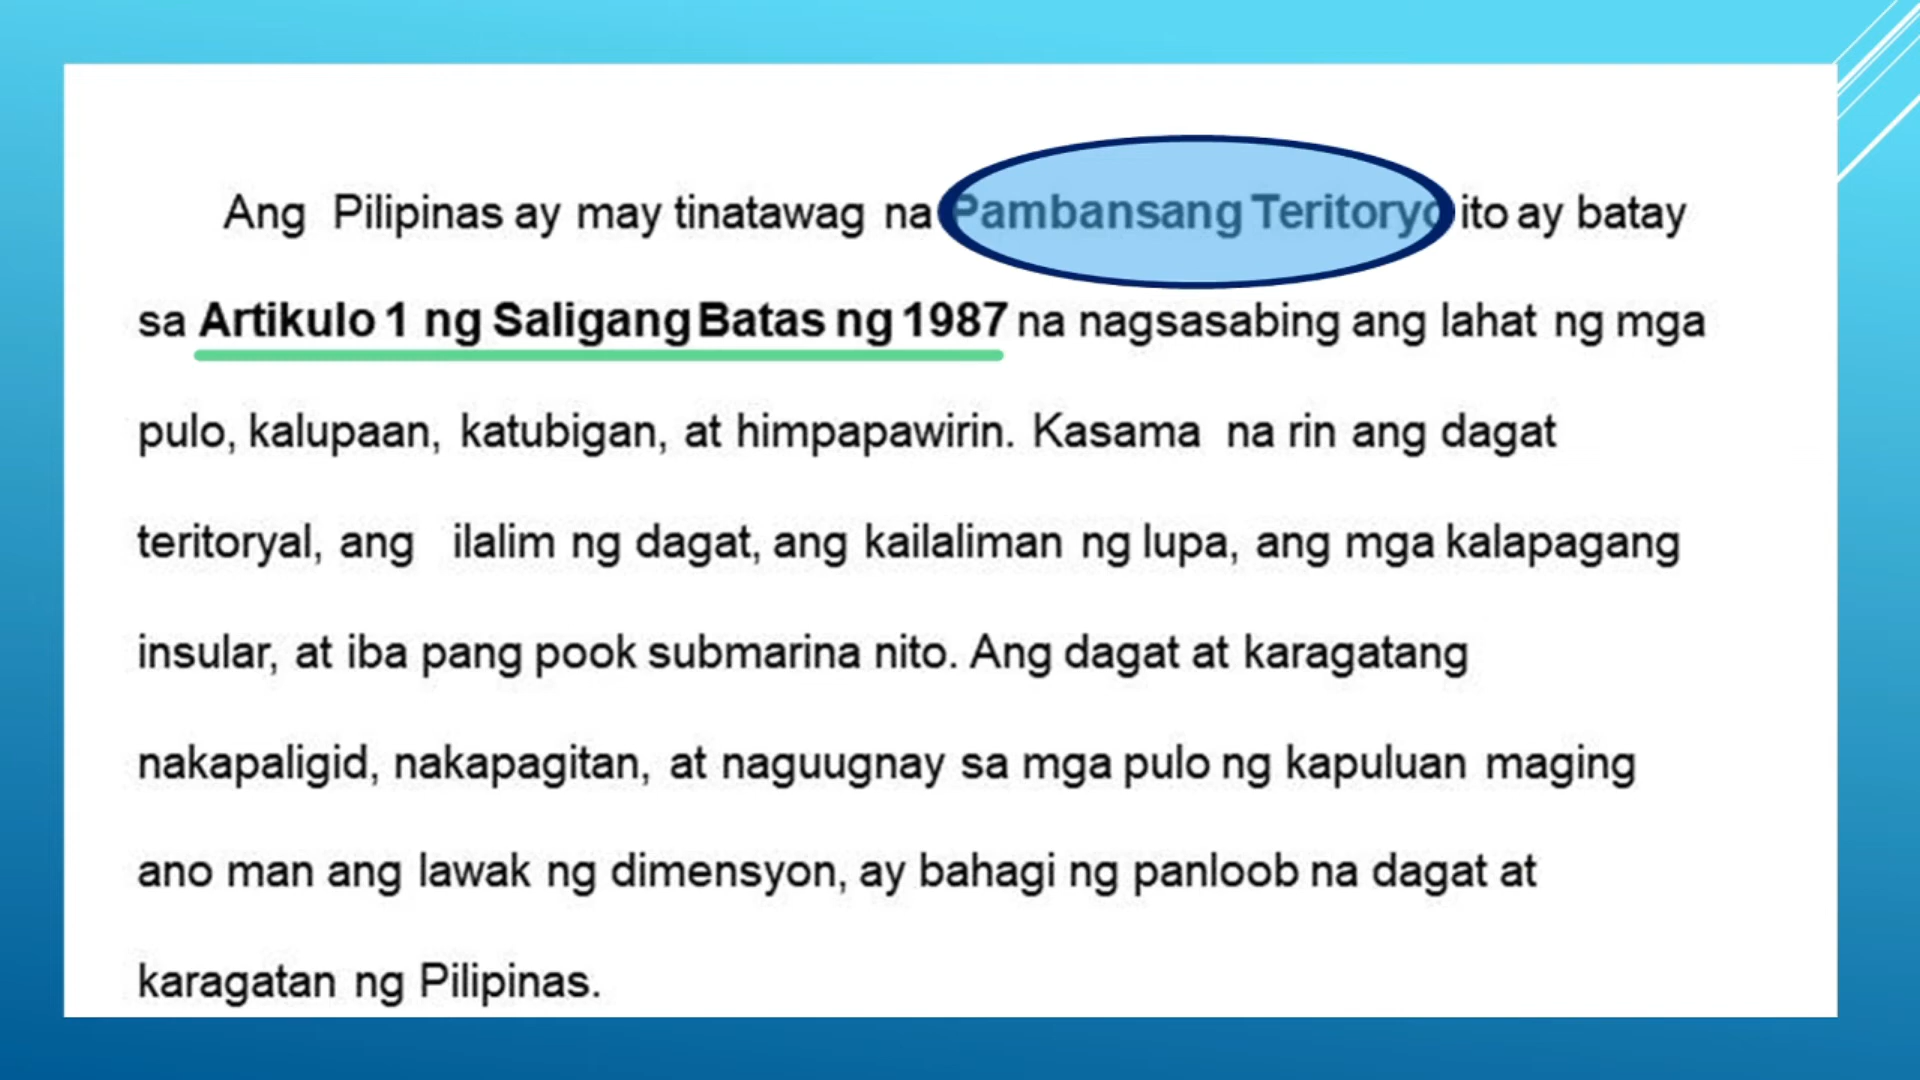 Ang Pilipinas ay may tinatawag na Pambansang Teritoryo ito ay batay
sa Artikulo 1 ng Saligang Batas ng 1987 na nagsasabing ang lahat ng mga
pulo, kalupaan, katubigan, at himpapawirin. Kasama na rin ang dagat
teritoryal, ang ilalim ng dagat, ang kailaliman ng lupa, ang mga kalapagang
insular, at iba pang pook submarina nito. Ang dagat at karagatang
nakapaligid, nakapagitan, at naguugnay sa mga pulo ng kapuluan maging
ano man ang lawak ng dimensyon, ay bahagi ng panloob na dagat at
karagatan ng Pilipinas.